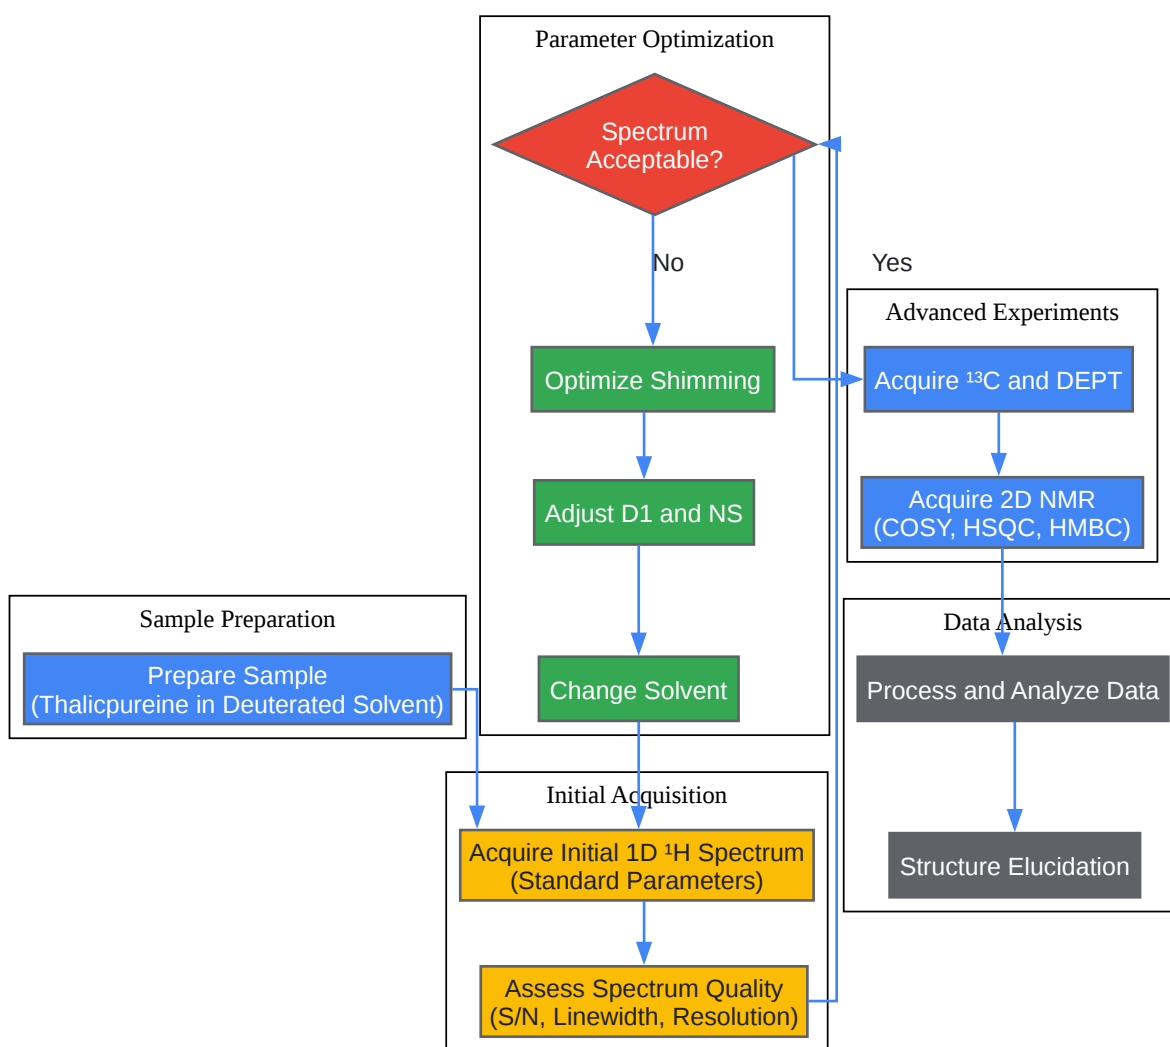 Parameter Optimization
Spectrum
Acceptable?
No
Yes
Advanced Experiments
Optimize Shimming
Acquire ¹³C and DEPT
Adjust D1 and NS
Acquire 2D NMR
(COSY, HSQC, HMBC)
Sample Preparation
Data Analysis
Prepare Sample
(Thalicpureine in Deuterated Solvent)
Change Solvent
Process and Analyze Data
Initial Acquisition
Acquire Initial 1D ¹H Spectrum
(Standard Parameters)
Structure Elucidation
Assess Spectrum Quality
(S/N, Linewidth, Resolution)